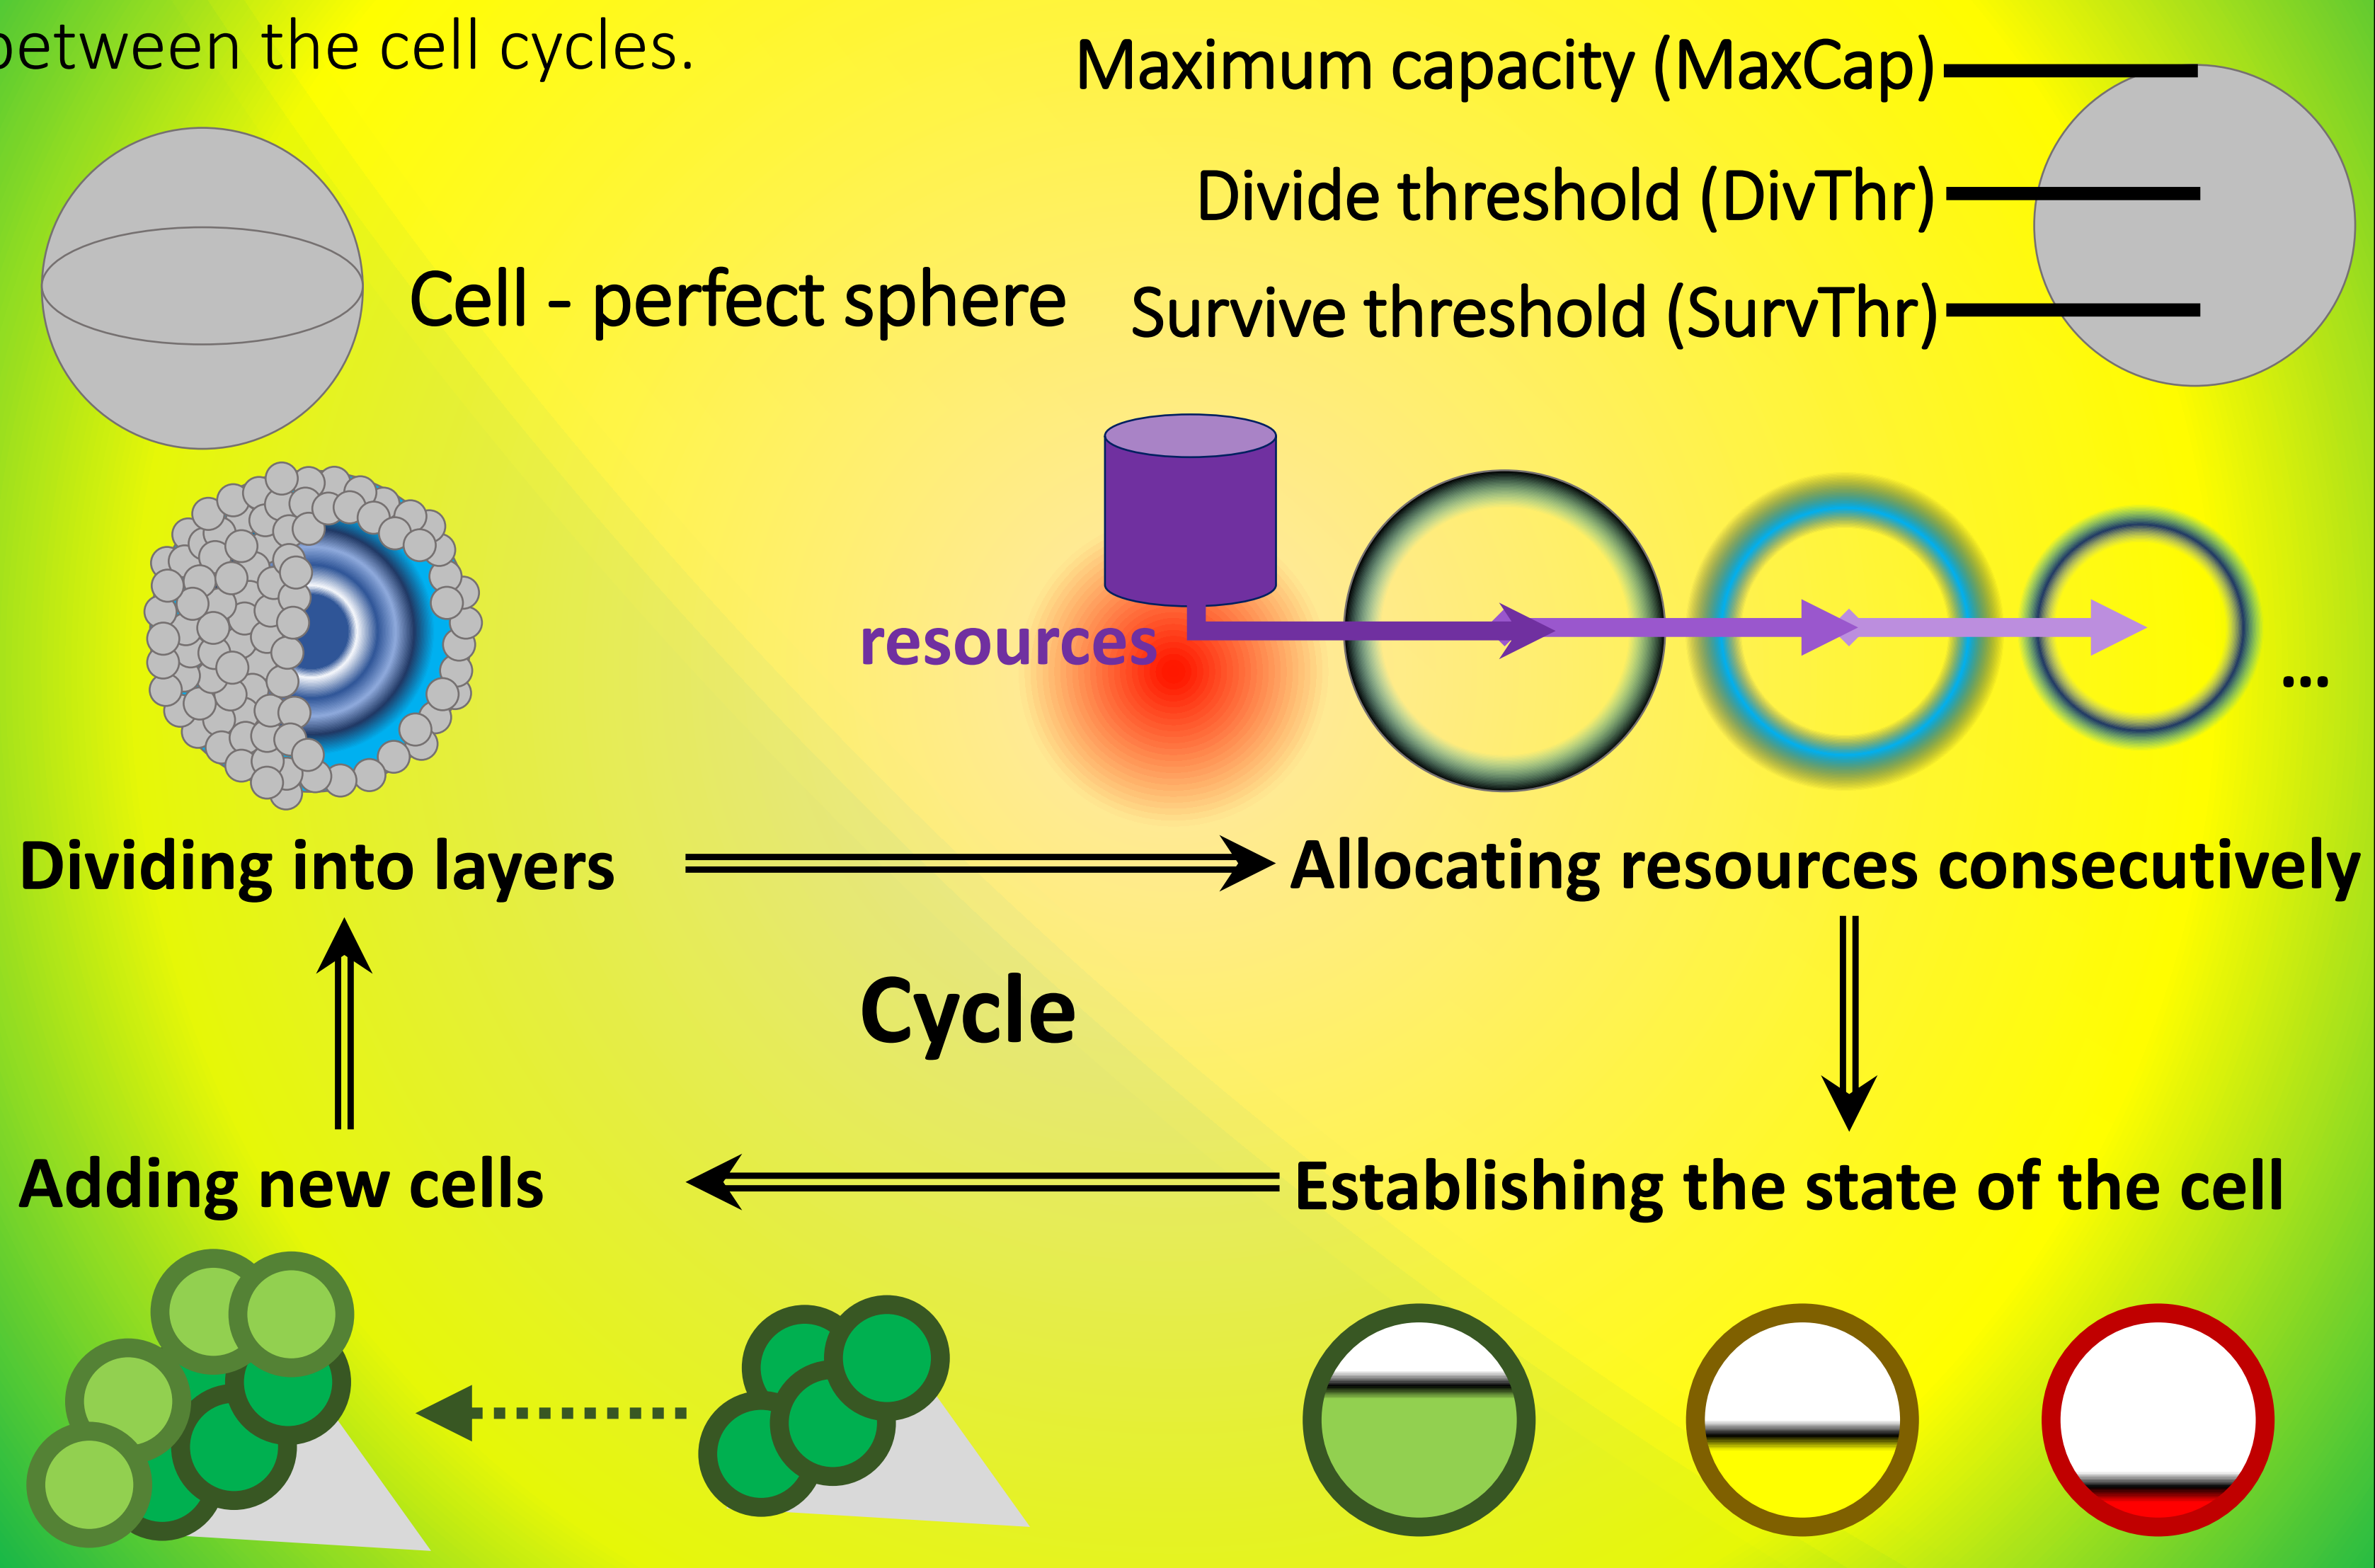 between the cell cycles.
Maximum capacity (MaxCap)
Divide threshold (DivThr)
Cell - perfect sphere
Survive threshold (SurvThr)
resources
...
Dividing into layers
Allocating resources consecutively
Cycle
Adding new cells
Establishing the state of the cell